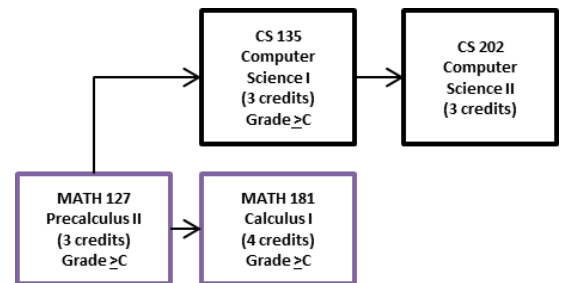 CS 135
Computer
Science I
(3 credits)
Grade ≥C
CS 202
Computer
Science II
(3 credits)
MATH 127
Precalculus II
(3 credits)
Grade ≥C
MATH 181
Calculus I
(4 credits)
Grade ≥C